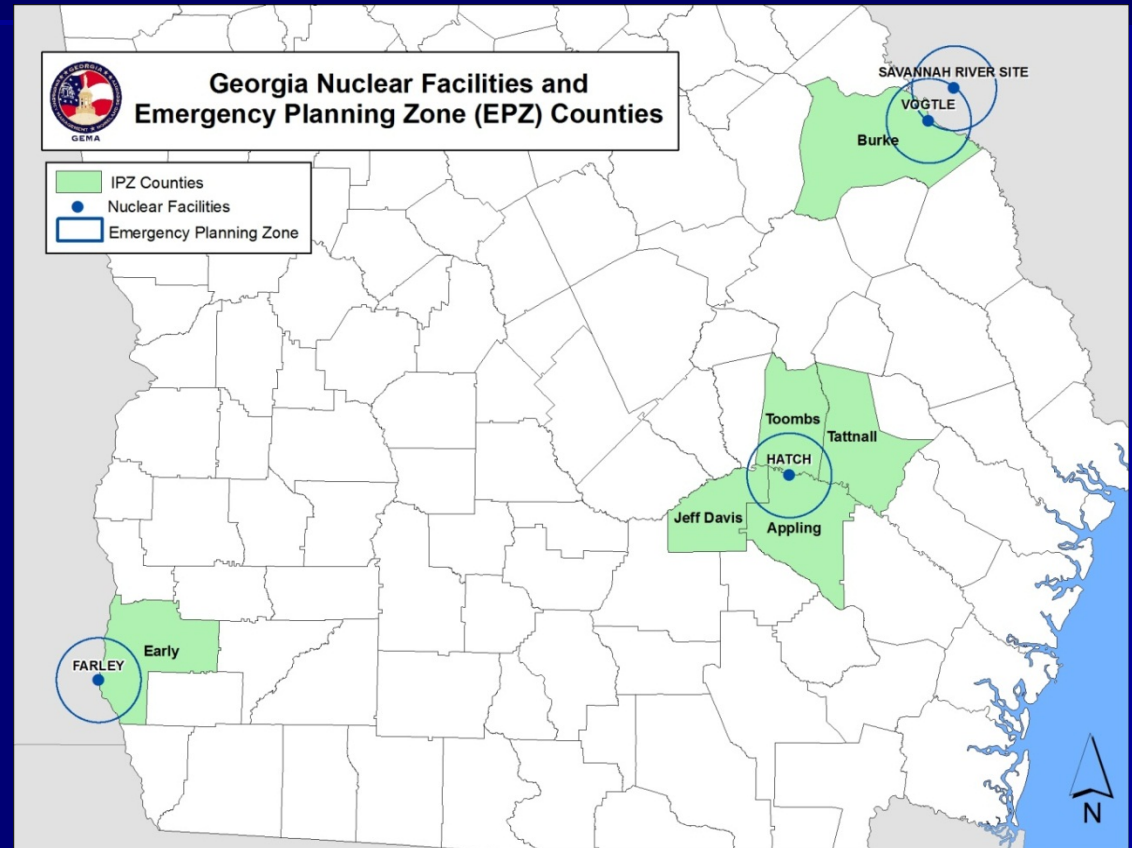 Georgia Nuclear Facilities and
Emergency Planning Zone (EPZ) Counties
GEORGIA
GEMA
IPZ Counties
Nuclear Facilities
Emergency Planning Zone
SAVANNAH RIVER SITE
VOGTLE
Burke
Toombs
Tattnall
HATCH
Jeff Davis
Appling
Early
FARLEY
N